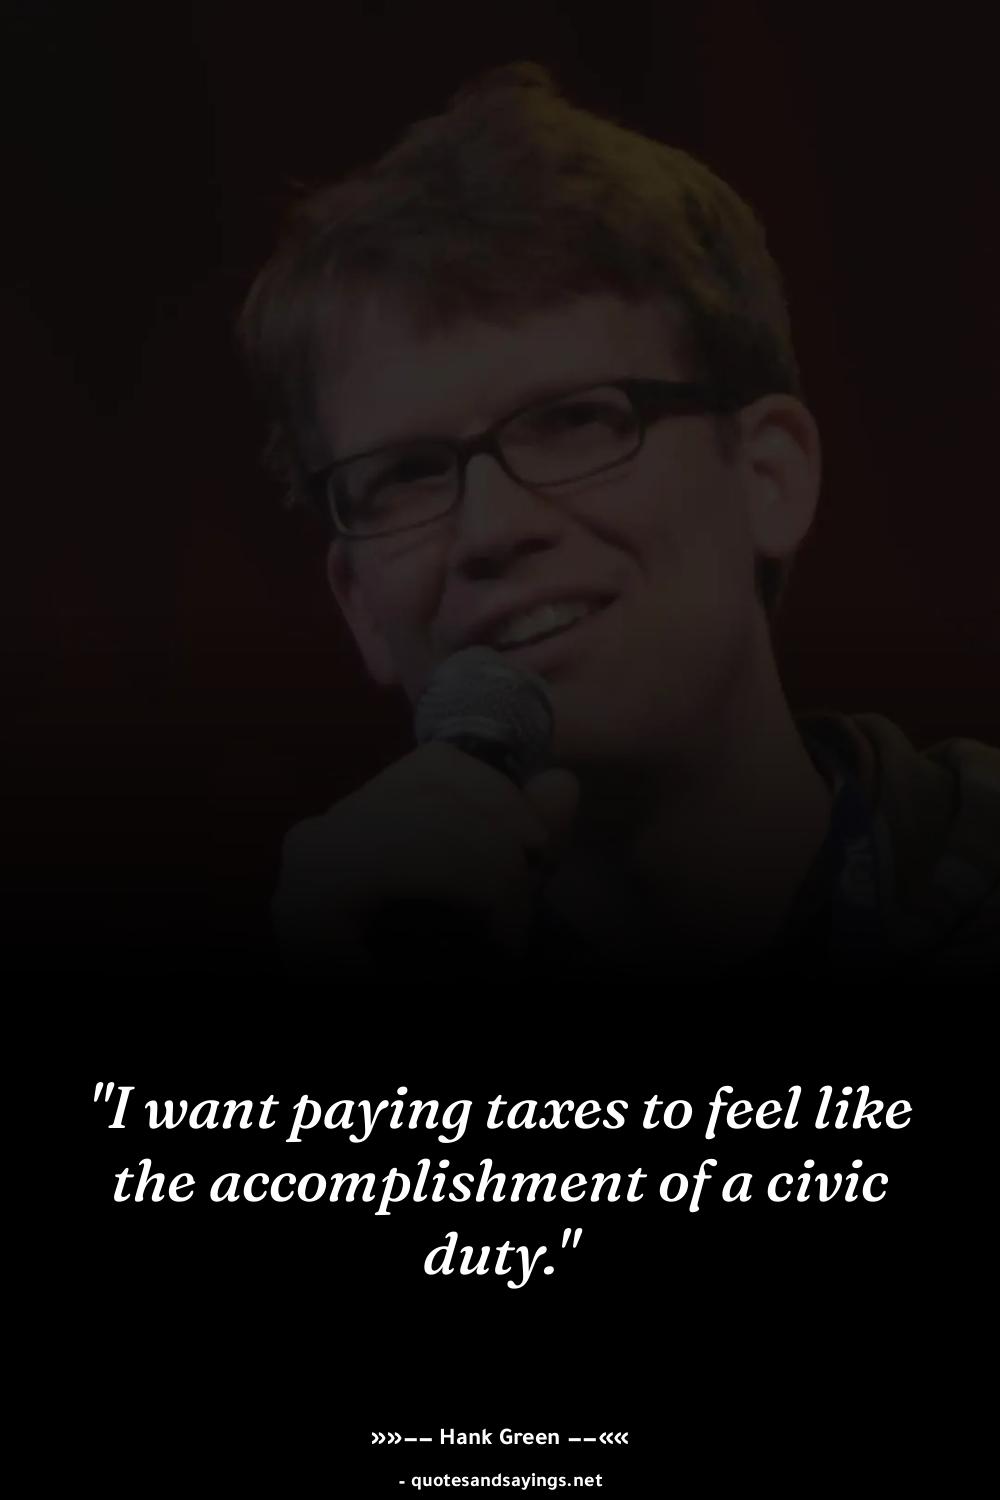 "I want paying taxes to feel like
the accomplishment of a civic
duty."
»»−− Hank Green −−««
- quotesandsayings.net